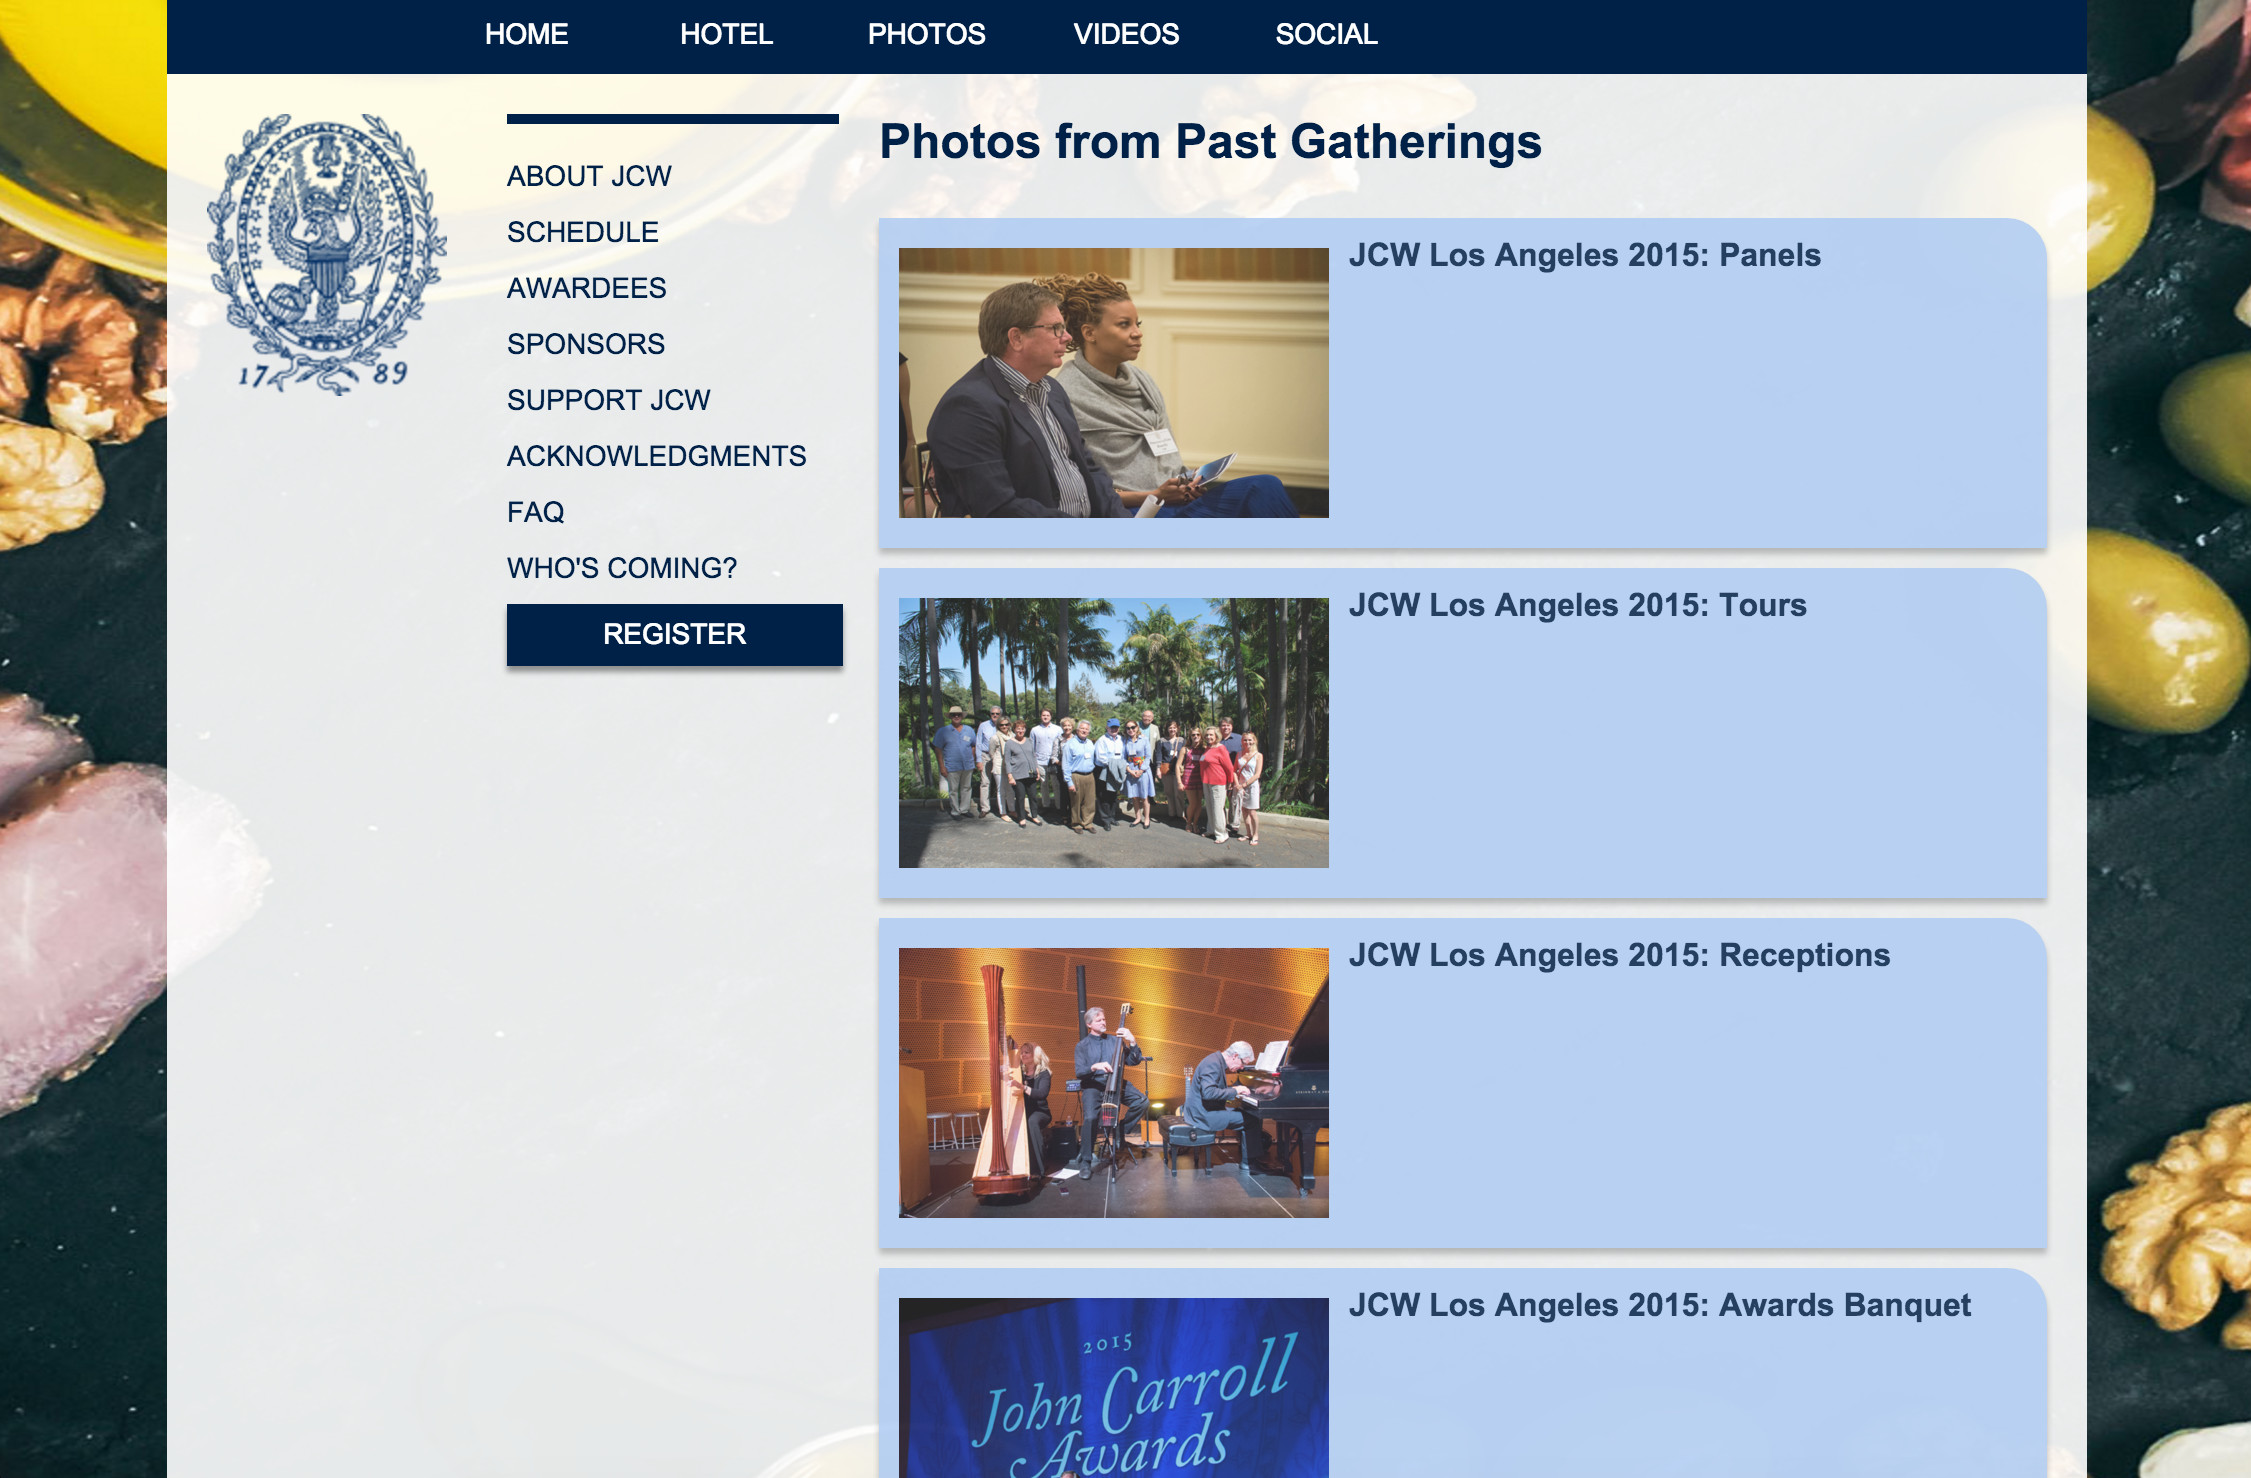 HOME HOTEL PHOTOS VIDEOS SOCIAL
17 89
ABOUT JCW
SCHEDULE
AWARDEES
SPONSORS
SUPPORT JCW
ACKNOWLEDGMENTS
FAQ
WHO'S COMING?
REGISTER
Photos from Past Gatherings
JCW Los Angeles 2015: Panels
JCW Los Angeles 2015: Tours
JCW Los Angeles 2015: Receptions
JCW Los Angeles 2015: Awards Banquet
2015
John Carroll
Awards